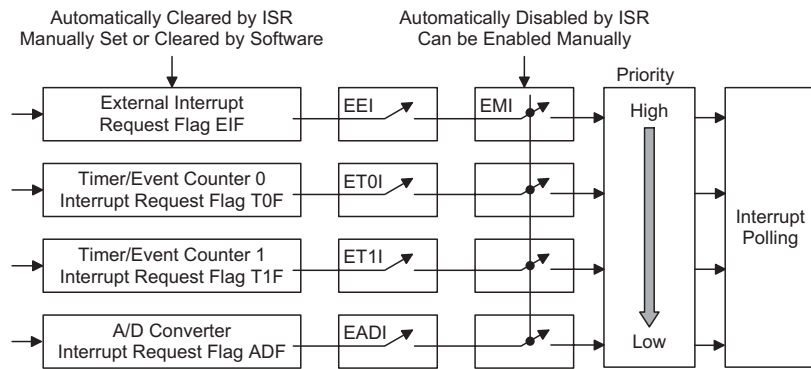 Automatically Cleared by ISR
Manually Set or Cleared by Software
Automatically Disabled by ISR
Can be Enabled Manually
Priority
External Interrupt
Request Flag EIF
EEI
EMI
High
Timer/Event Counter 0
Interrupt Request Flag T0F
ET0I
Interrupt
Polling
Timer/Event Counter 1
Interrupt Request Flag T1F
ET1I
A/D Converter
Interrupt Request Flag ADF
EADI
Low